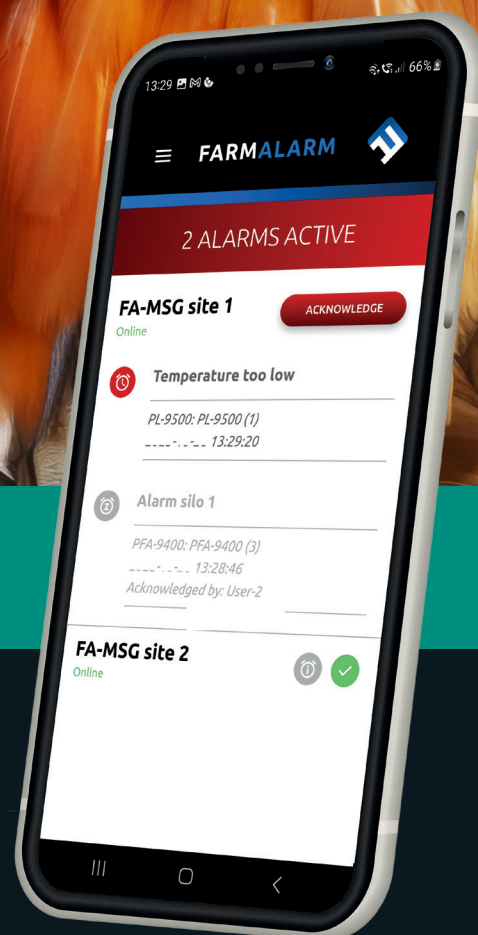 13:29 66%
FARMALARM
2 ALARMS ACTIVE
FA-MSG site 1
ACKNOWLEDGE
Online
Temperature too low
PL-9500: PL-9500 (1)
_ _ _ _-_ _-_ _ 13:29:20
Alarm silo 1
PFA-9400: PFA-9400 (3)
_ _ _ _-_ _-_ _ 13:28:46
Acknowledged by: User-2
FA-MSG site 2
Online